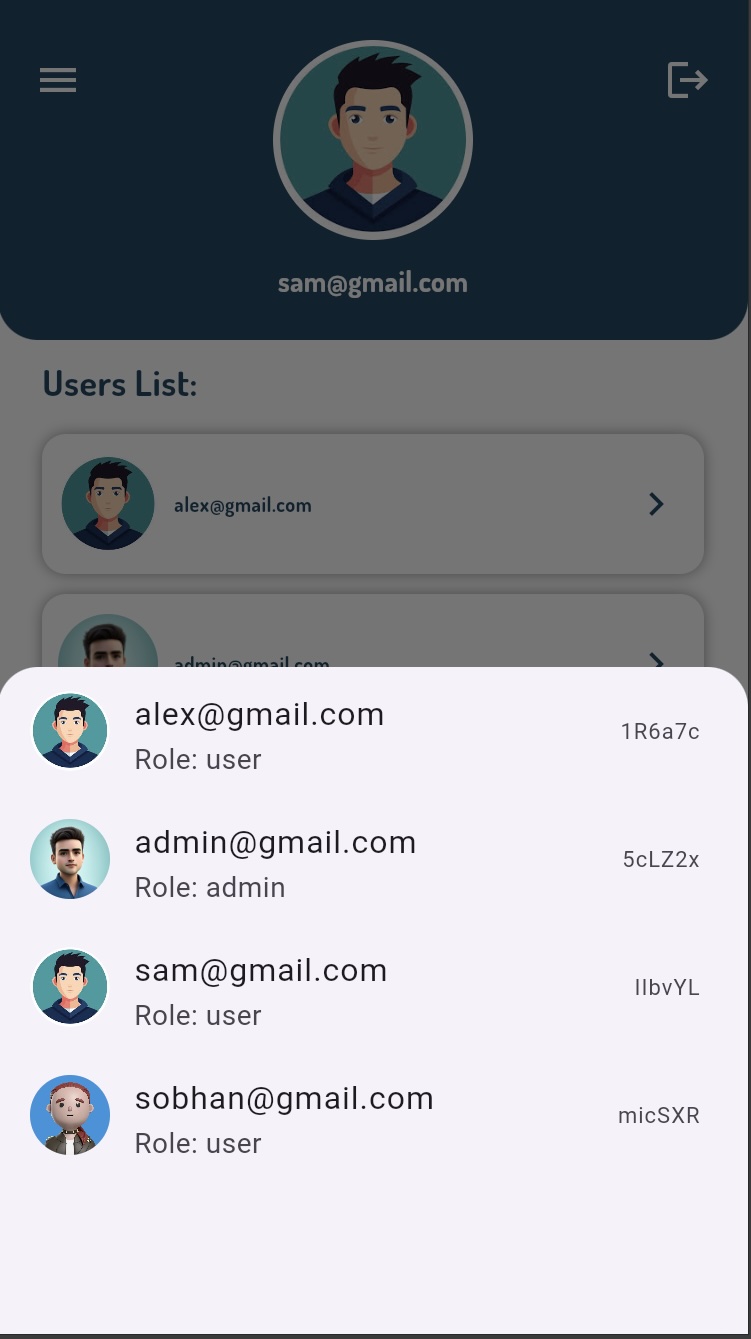 sam@gmail.com
Users List:
alex@gmail.com
admin@gmail.com
alex@gmail.com
Role: user
1R6a7c
admin@gmail.com
Role: admin
5cLZ2x
sam@gmail.com
Role: user
sobhan@gmail.com
Role: user
micSXR